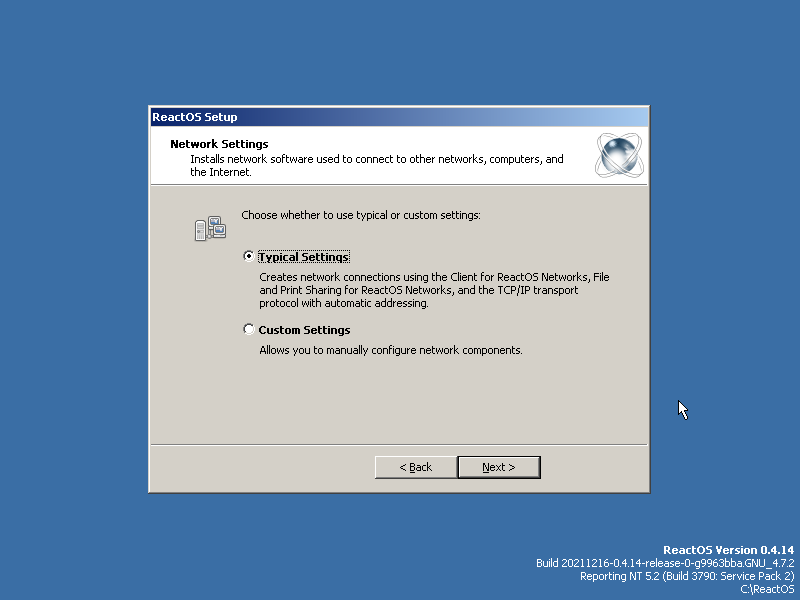 ReactOS Setup
Network Settings
Installs network software used to connect to other networks, computers, and
the Internet.
Choose whether to use typical or custom settings:
Typical Settings
Creates network connections using the Client for ReactOS Networks, File
and Print Sharing for ReactOS Networks, and the TCP/IP transport
protocol with automatic addressing.
Custom Settings
Allows you to manually configure network components.
< Back
Next >
ReactOS Version 0.4.14
Build 20211216-0.4.14-release-0-g9963bba.GNU_4.7.2
Reporting NT 5.2 (Build 3790: Service Pack 2)
C:\ReactOS